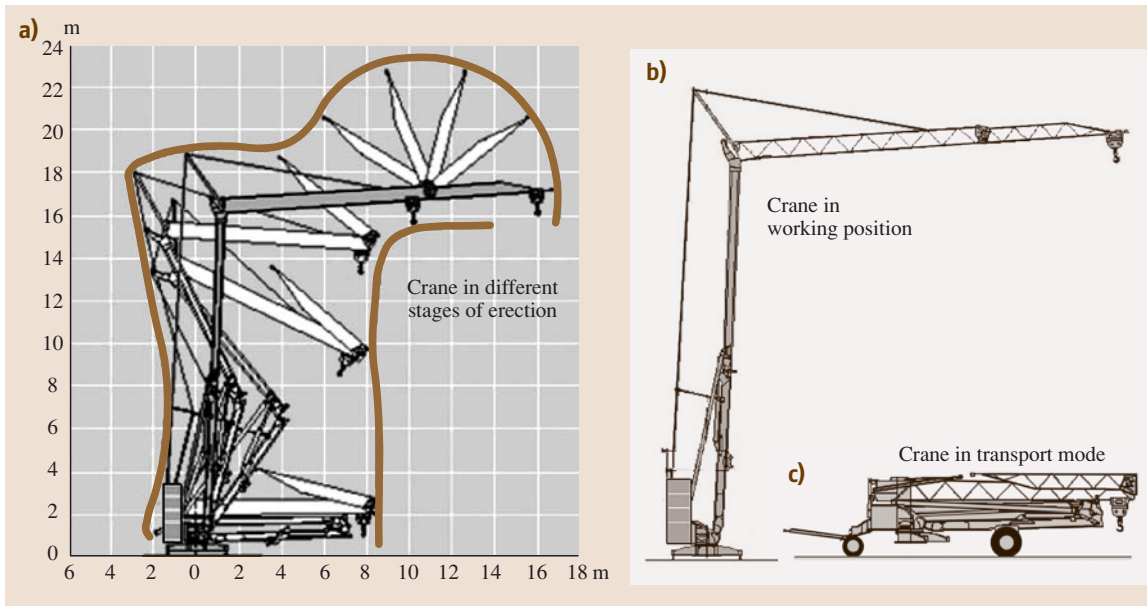 a)
m
24
22
20
18
16
14
12
10
8
6
4
2
0
6 4 2 0 2 4 6 8 10 12 14 16 18 m
Crane in different
stages of erection
b)
Crane in
working position
c)
Crane in transport mode